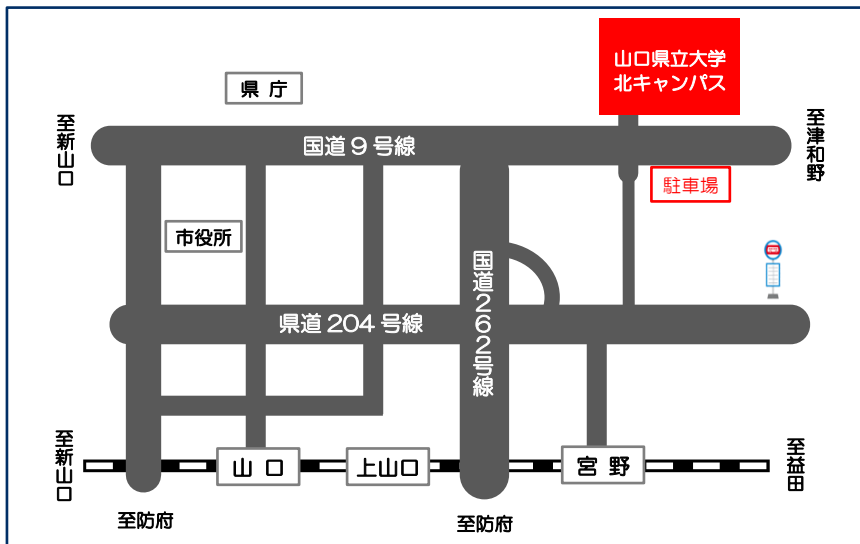 山口県立大学
北キャンパス
県 庁
至新山口
国道９号線
至津和野
駐車場
市役所
国道２６２号線
県道 204 号線
至新山口
山 口
上山口
宮 野
至益田
至防府
至防府